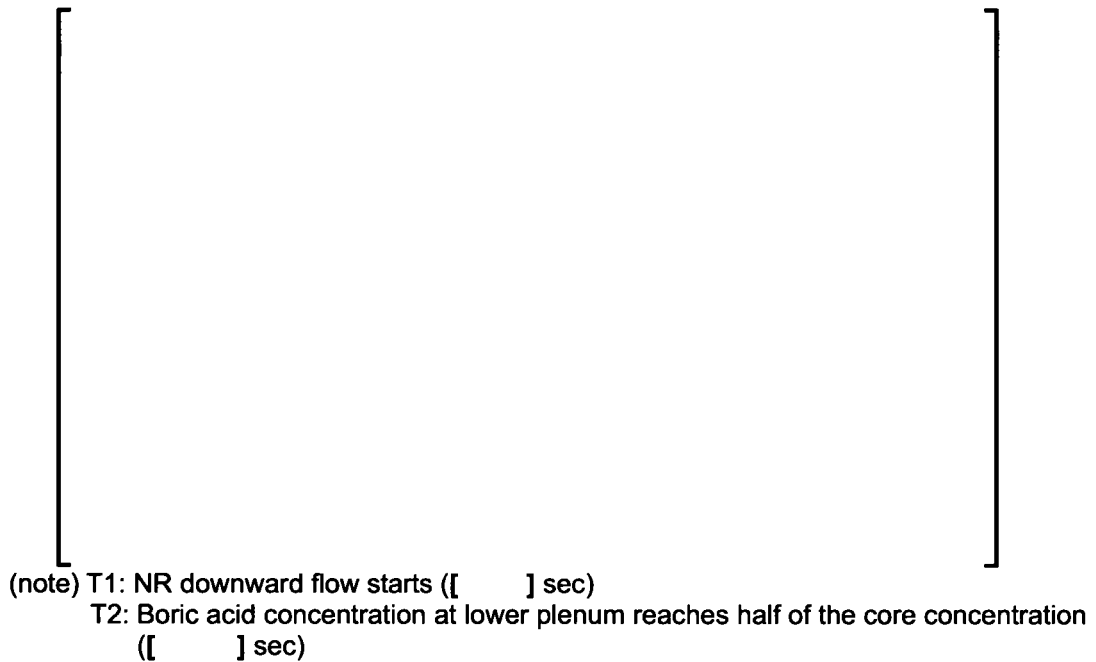 (note) T1: NR downward flow starts ([ ] sec)
T2: Boric acid concentration at lower plenum reaches half of the core concentration
([ ] sec)